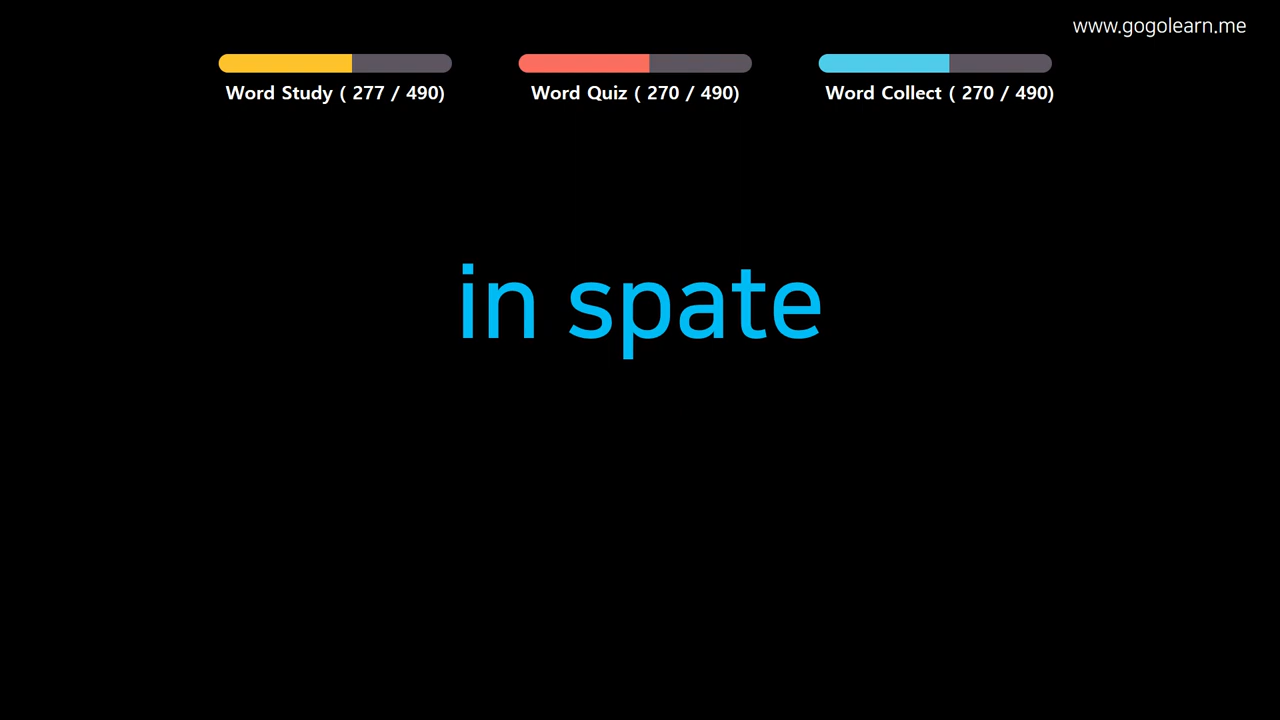 www.gogolearn.me
Word Study ( 277 / 490)
Word Quiz ( 270 / 490)
Word Collect ( 270 / 490)
in spate